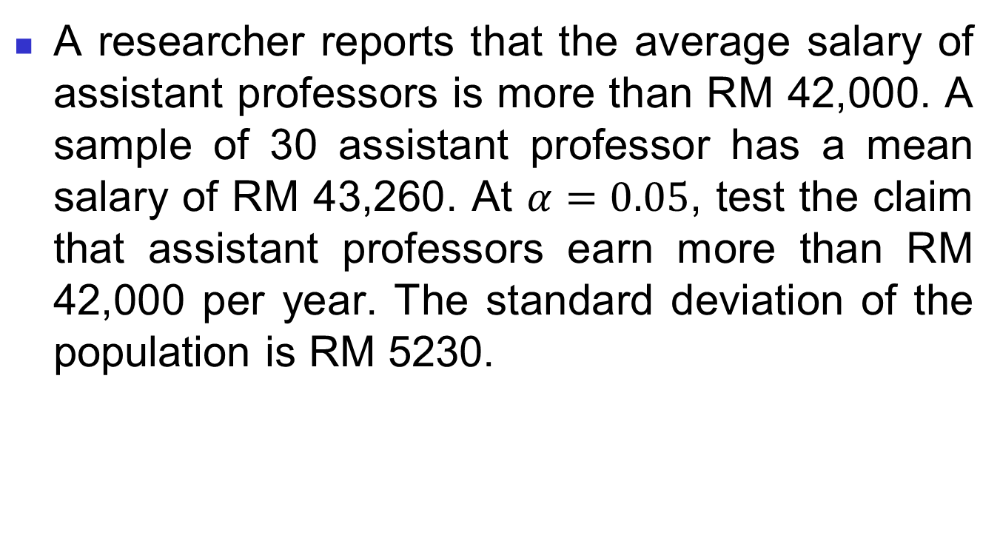 ▪ A researcher reports that the average salary of
assistant professors is more than RM 42,000. A
sample of 30 assistant professor has a mean
salary of RM 43,260. At 𝛼 = 0.05, test the claim
that assistant professors earn more than RM
42,000 per year. The standard deviation of the
population is RM 5230.